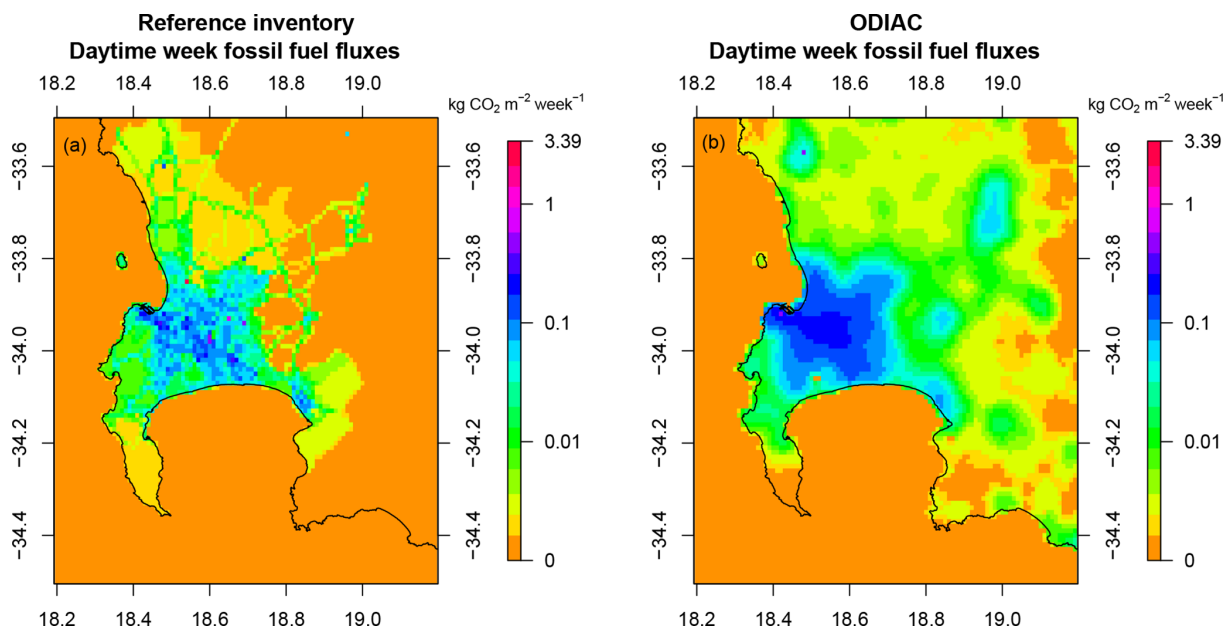 Reference inventory
Daytime week fossil fuel fluxes
18.2 18.4 18.6 18.8 19.0
kg CO₂ m⁻² week⁻¹
(a)
−33.6
−33.8
−34.0
−34.2
−34.4
−33.6
−33.8
−34.0
−34.2
−34.4
3.39
1
0.1
0.01
0
18.2 18.4 18.6 18.8 19.0
ODIAC
Daytime week fossil fuel fluxes
18.2 18.4 18.6 18.8 19.0
kg CO₂ m⁻² week⁻¹
(b)
−33.6
−33.8
−34.0
−34.2
−34.4
−33.6
−33.8
−34.0
−34.2
−34.4
3.39
1
0.1
0.01
0
18.2 18.4 18.6 18.8 19.0